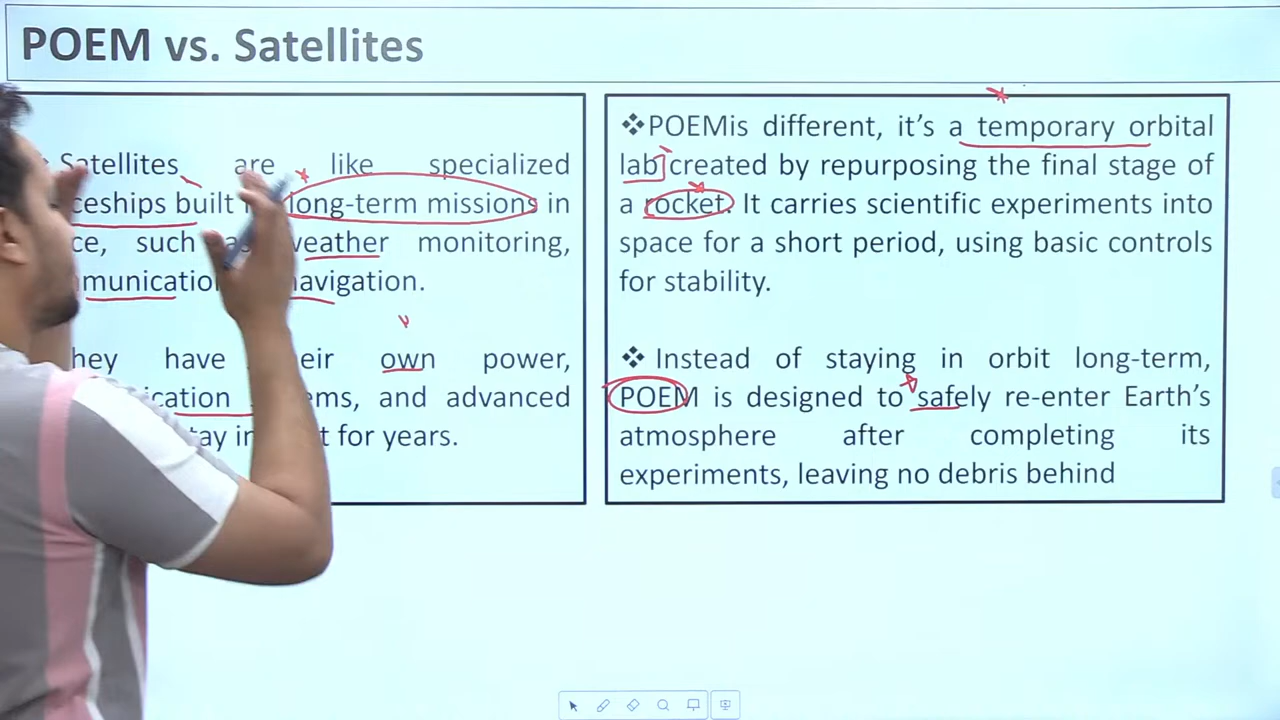 POEM vs. Satellites
Satellites are like specialized
ceships built long-term missions in
ce, such as weather monitoring,
munication navigation.
hey have heir own power,
ication ems, and advanced
tay in t for years.
❖POEMis different, it's a temporary orbital
lab created by repurposing the final stage of
a rocket. It carries scientific experiments into
space for a short period, using basic controls
for stability.
❖ Instead of staying in orbit long-term,
POEM is designed to safely re-enter Earth's
atmosphere after completing its
experiments, leaving no debris behind